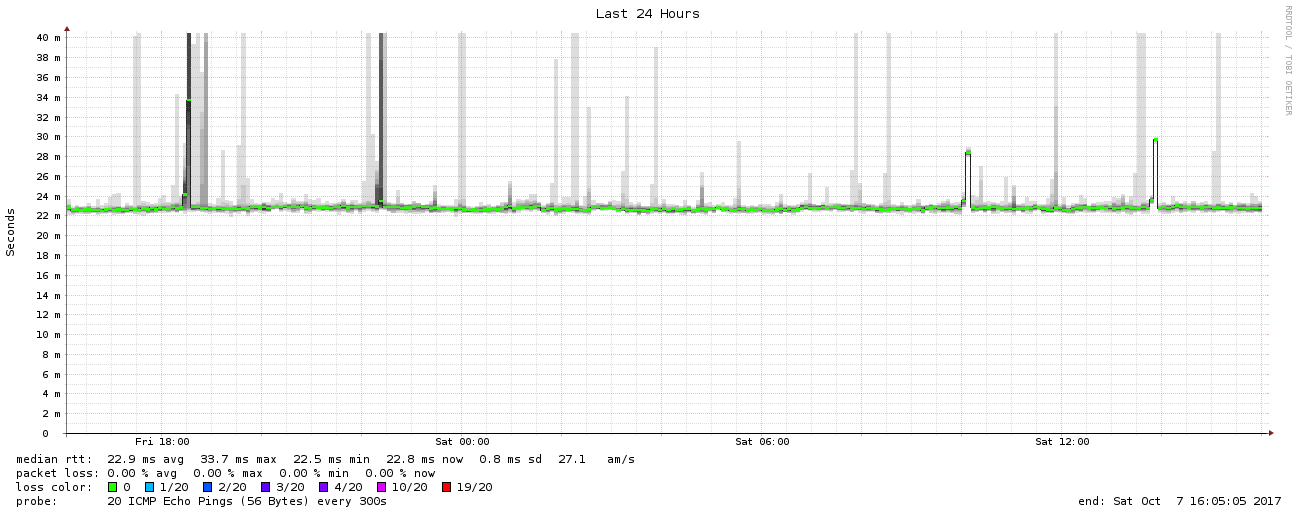 Last 24 Hours
RRDTOOL / TOBI OETIKER
Seconds
40 m
38 m
36 m
34 m
32 m
30 m
28 m
26 m
24 m
22 m
20 m
18 m
16 m
14 m
12 m
10 m
8 m
6 m
4 m
2 m
0
Fri 18:00 Sat 00:00 Sat 06:00 Sat 12:00
median rtt: 22.9 ms avg 33.7 ms max 22.5 ms min 22.8 ms now 0.8 ms sd 27.1 am/s
packet loss: 0.00 % avg 0.00 % max 0.00 % min 0.00 % now
loss color: 0 1/20 2/20 3/20 4/20 10/20 19/20
probe: 20 ICMP Echo Pings (56 Bytes) every 300s end: Sat Oct 7 16:05:05 2017